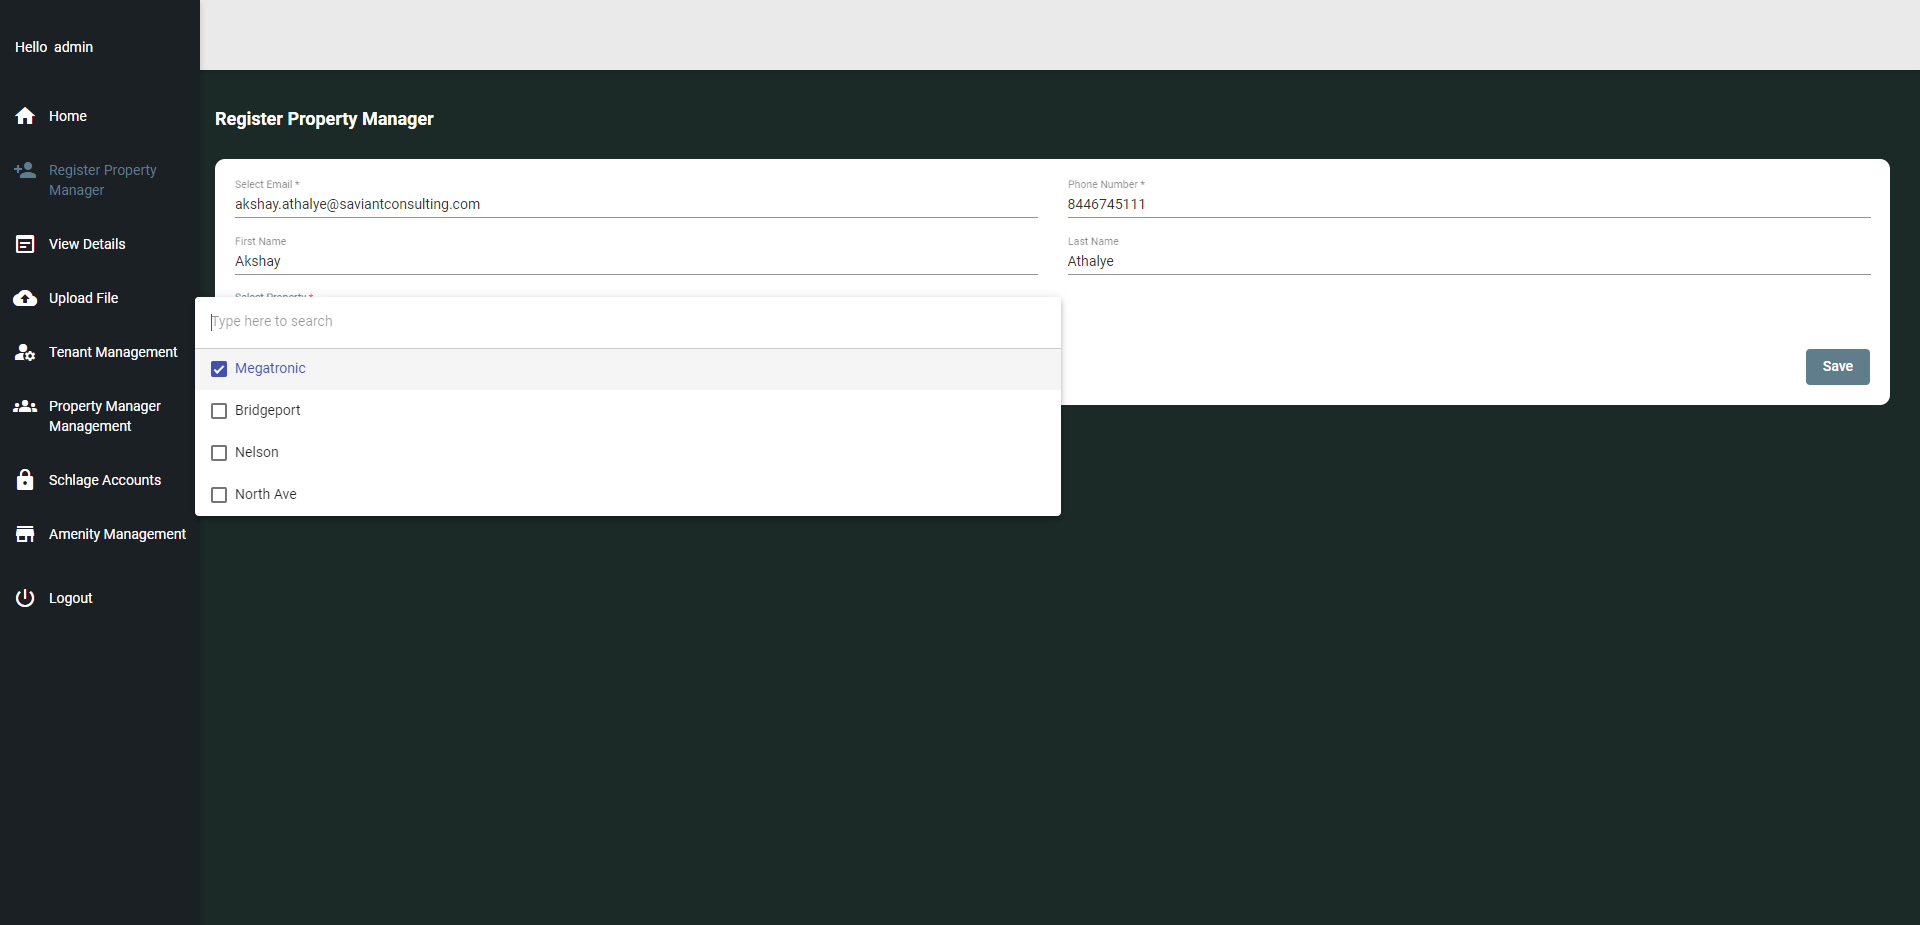 Hello admin
Home
Register Property
Manager
View Details
Upload File
Tenant Management
Property Manager
Management
Schlage Accounts
Amenity Management
Logout
Register Property Manager
Select Email *
akshay.athalye@saviantconsulting.com
Phone Number *
8446745111
First Name
Akshay
Last Name
Athalye
Select Property *
Type here to search
Megatronic
Bridgeport
Nelson
North Ave
Save